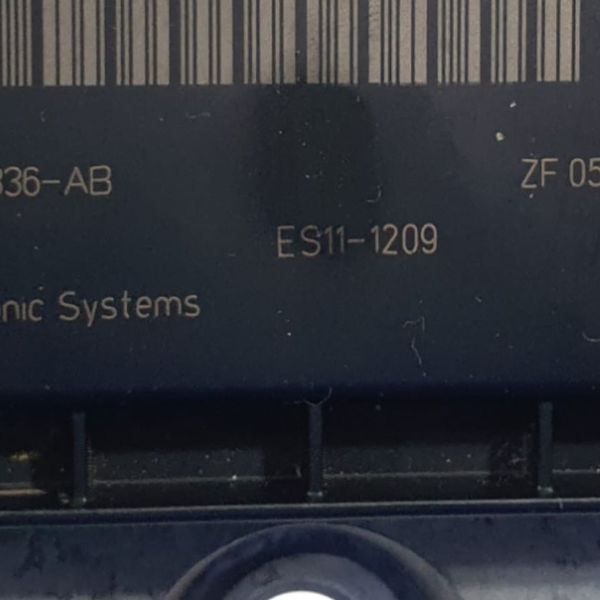 336-AB
ZF 05
ES11-1209
nic Systems